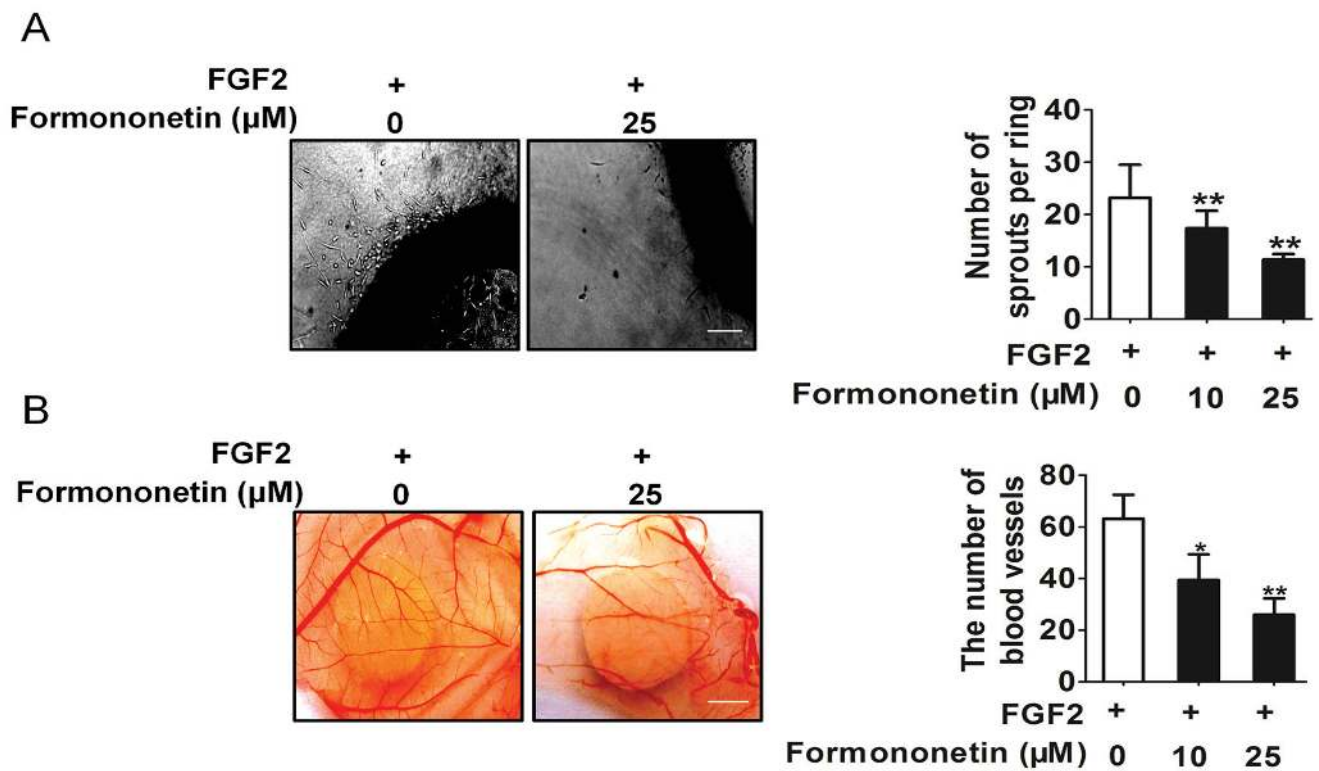 A
FGF2 + +
Formononetin (µM) 0 25
Number of
sprouts per ring
40
30
20
10
0
**
**
FGF2 + + +
Formononetin (µM) 0 10 25
B
FGF2 + +
Formononetin (µM) 0 25
The number of
blood vessels
80
60
40
20
0
*
**
FGF2 + + +
Formononetin (µM) 0 10 25